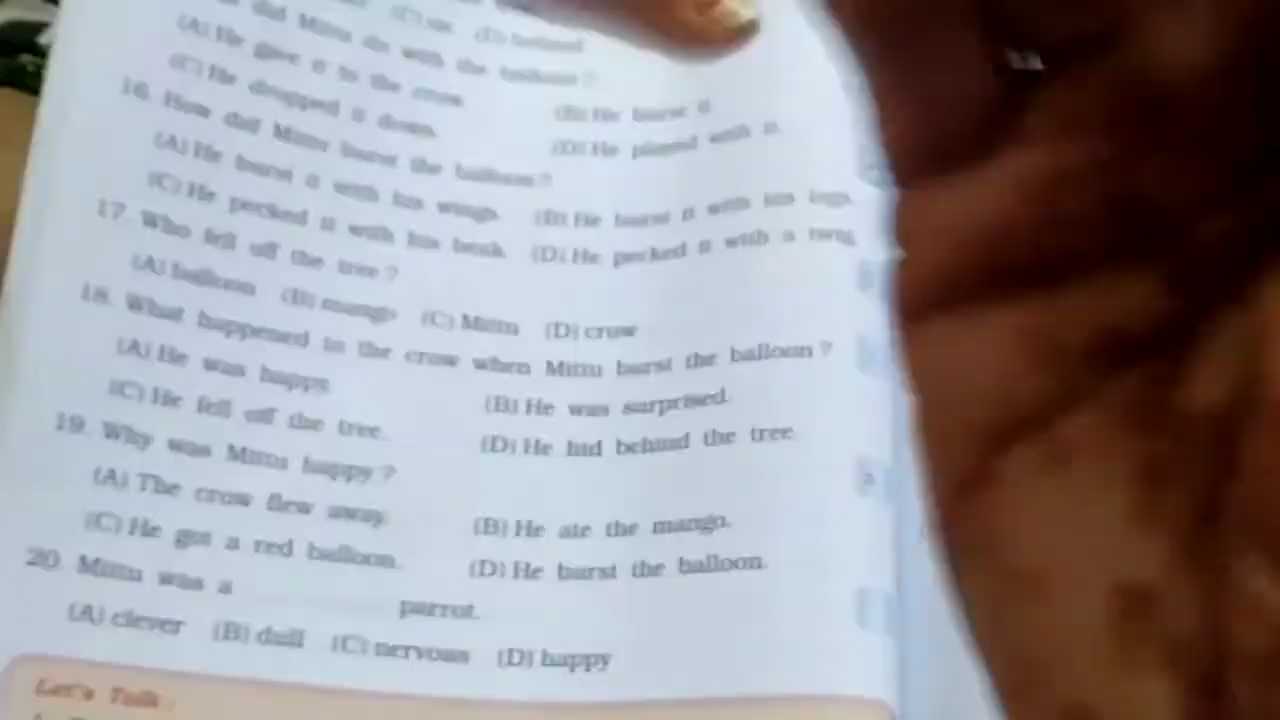 (C) (D) behind
did Mittu do with the balloon ?
(A) He gave it to the crow. (B) He burst it.
(C) He dropped it down. (D) He played with it.
16. How did Mittu burst the balloon ?
(A) He burst it with his wings. (B) He burst it with his legs.
(C) He pecked it with his beak. (D) He pecked it with a twig.
17. Who fell off the tree ?
(A) balloon (B) mango (C) Mittu (D) crow
18. What happened to the crow when Mittu burst the balloon ?
(A) He was happy. (B) He was surprised.
(C) He fell off the tree. (D) He hid behind the tree.
19. Why was Mittu happy ?
(A) The crow flew away. (B) He ate the mango.
(C) He got a red balloon. (D) He burst the balloon.
20. Mittu was a parrot.
(A) clever (B) dull (C) nervous (D) happy
Let's Talk :